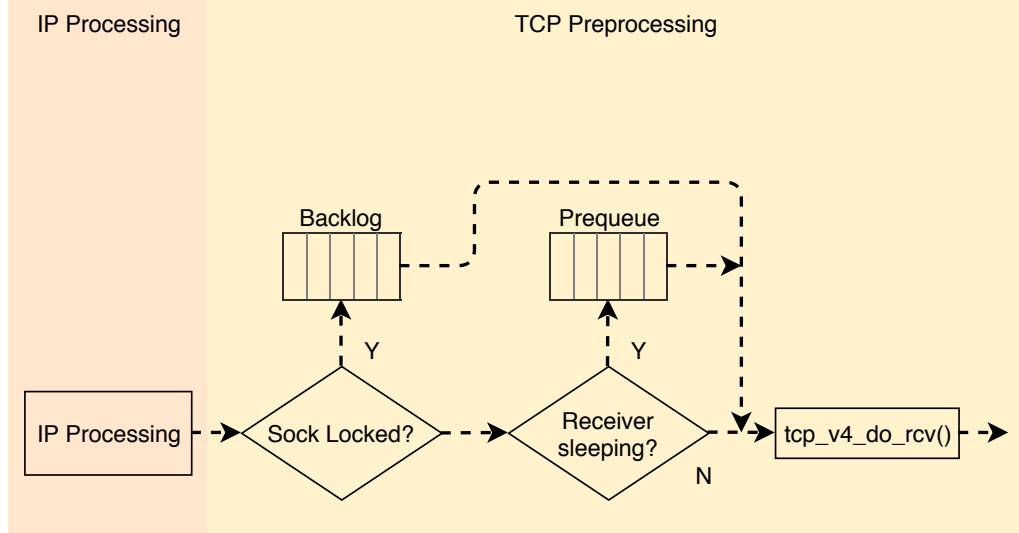 IP Processing
TCP Preprocessing
Backlog
Prequeue
Y
Y
IP Processing
Sock Locked?
Receiver
sleeping?
tcp_v4_do_rcv()
N